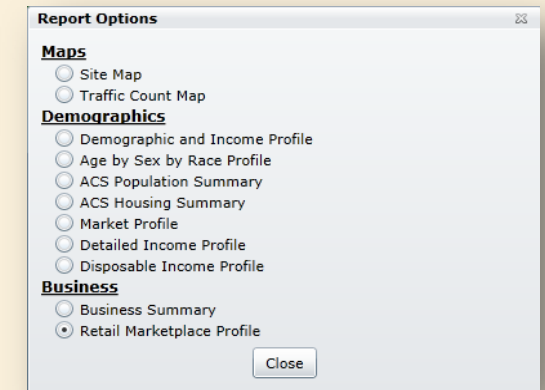 Report Options
Maps
Site Map
Traffic Count Map
Demographics
Demographic and Income Profile
Age by Sex by Race Profile
ACS Population Summary
ACS Housing Summary
Market Profile
Detailed Income Profile
Disposable Income Profile
Business
Business Summary
Retail Marketplace Profile
Close